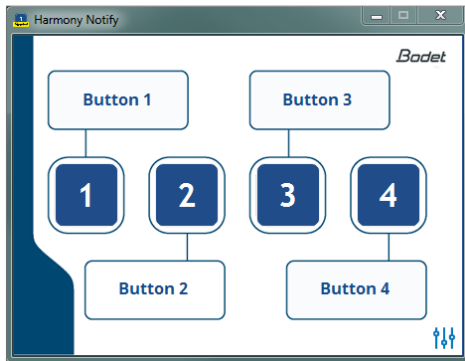 Harmony Notify
Bodet
Button 1
Button 3
1
2
3
4
Button 2
Button 4